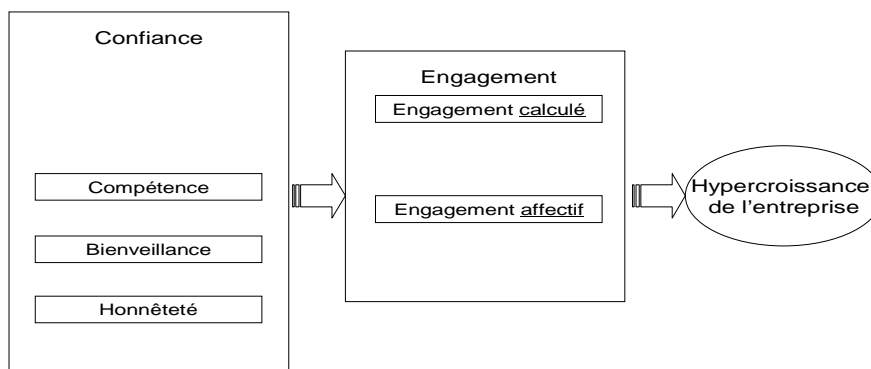 Confiance
Compétence
Bienveillance
Honnêteté
Engagement
Engagement calculé
Engagement affectif
Hypercroissance
de l'entreprise